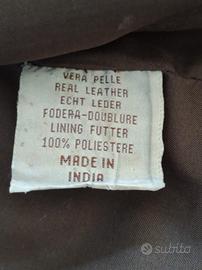 VERA PELLE
REAL LEATHER
ECHT LEDER
FODERA-DOUBLURE
LINING FUTTER
100% POLIESTERE
MADE IN
INDIA
subito